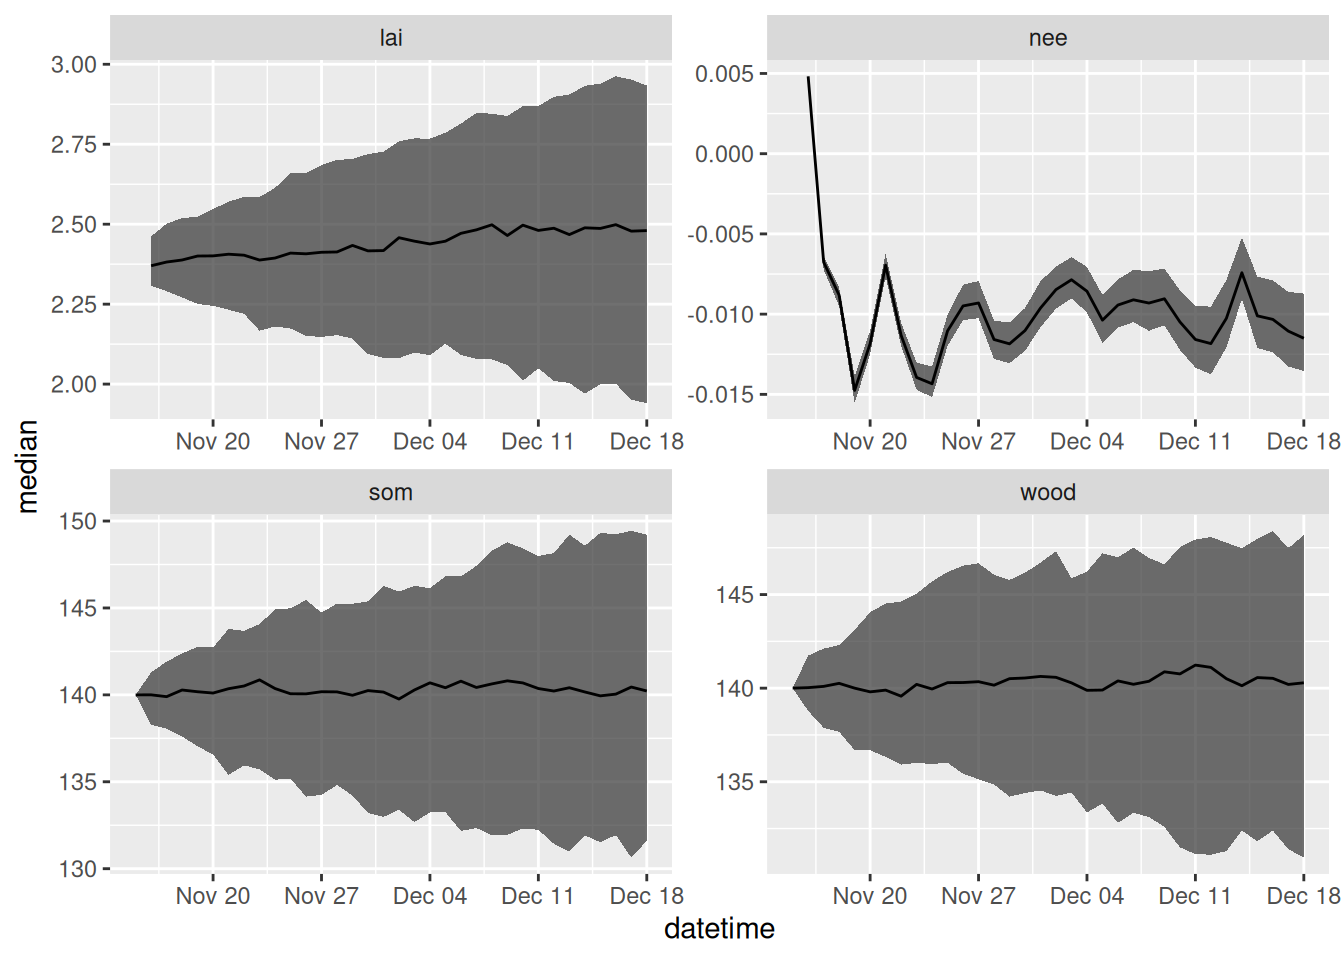 lai
nee
3.00
2.75
2.50
2.25
2.00
0.005
0.000
-0.005
-0.010
-0.015
Nov 20 Nov 27 Dec 04 Dec 11 Dec 18
Nov 20 Nov 27 Dec 04 Dec 11 Dec 18
median
som
wood
150
145
140
135
130
145
140
135
Nov 20 Nov 27 Dec 04 Dec 11 Dec 18
Nov 20 Nov 27 Dec 04 Dec 11 Dec 18
datetime